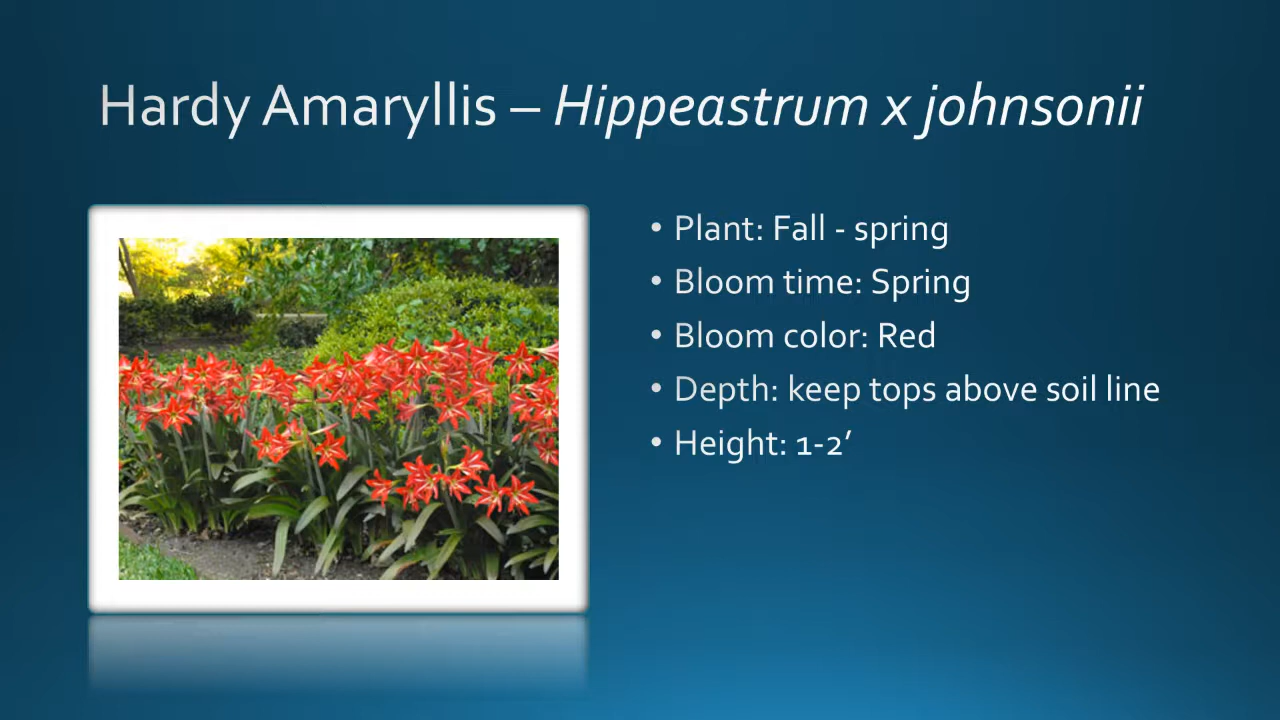 Hardy Amaryllis – Hippeastrum x johnsonii
• Plant: Fall - spring
• Bloom time: Spring
• Bloom color: Red
• Depth: keep tops above soil line
• Height: 1-2’